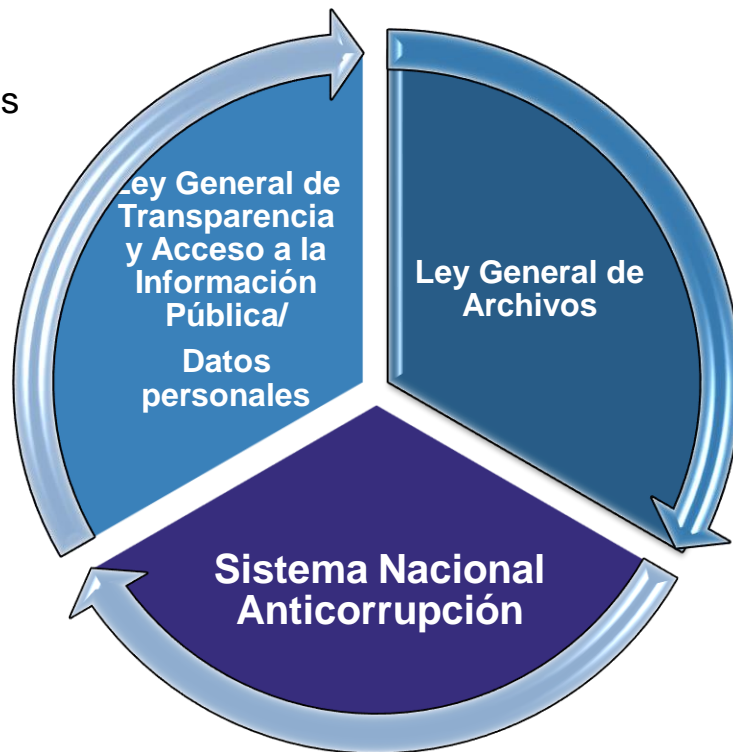 s
Ley General de
Transparencia
y Acceso a la
Información
Pública/
Datos
personales
Ley General de
Archivos
Sistema Nacional
Anticorrupción